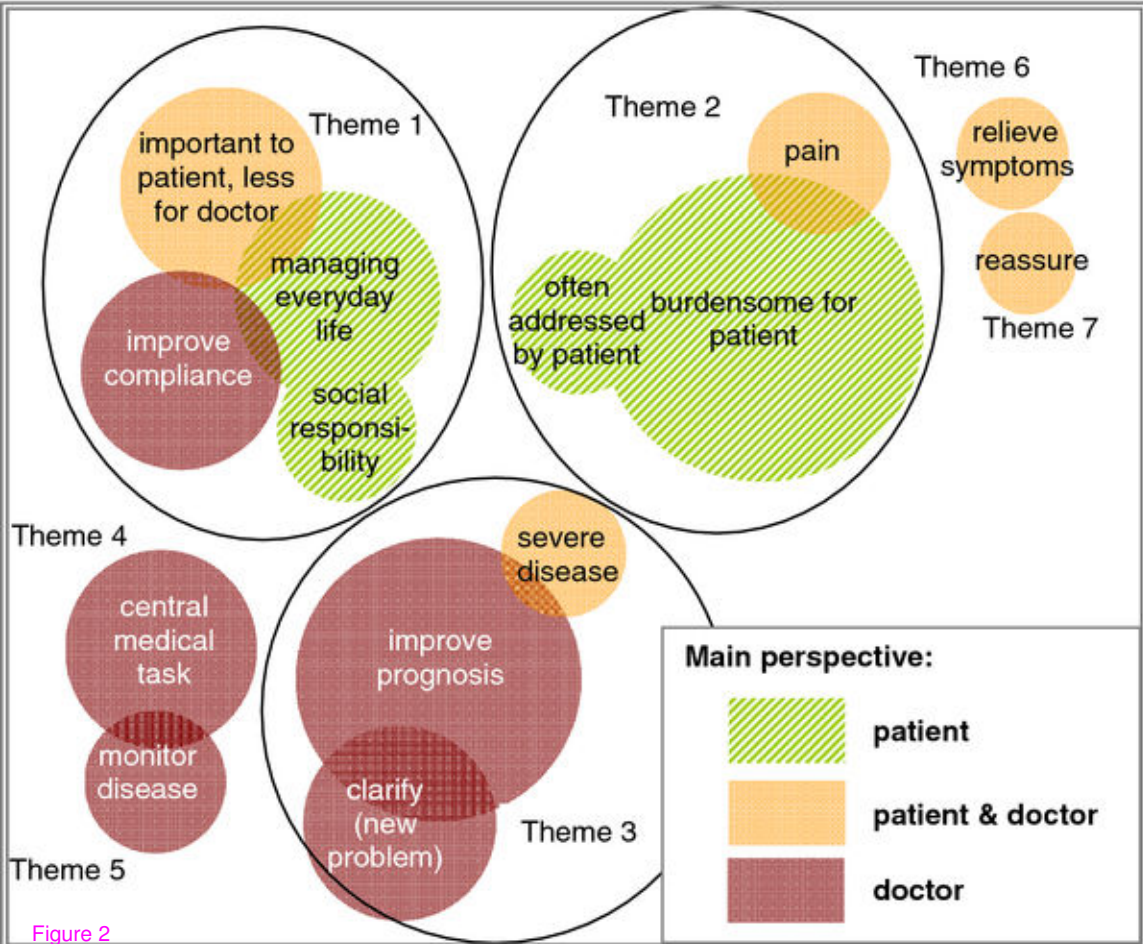 Theme 1
important to
patient, less
for doctor
managing
everyday
life
improve
compliance
social
responsi-
bility
Theme 2
pain
often
addressed
by patient
burdensome for
patient
Theme 6
relieve
symptoms
reassure
Theme 7
Theme 4
central
medical
task
monitor
disease
Theme 5
severe
disease
improve
prognosis
clarify
(new
problem)
Theme 3
Main perspective:
patient
patient & doctor
doctor
Figure 2